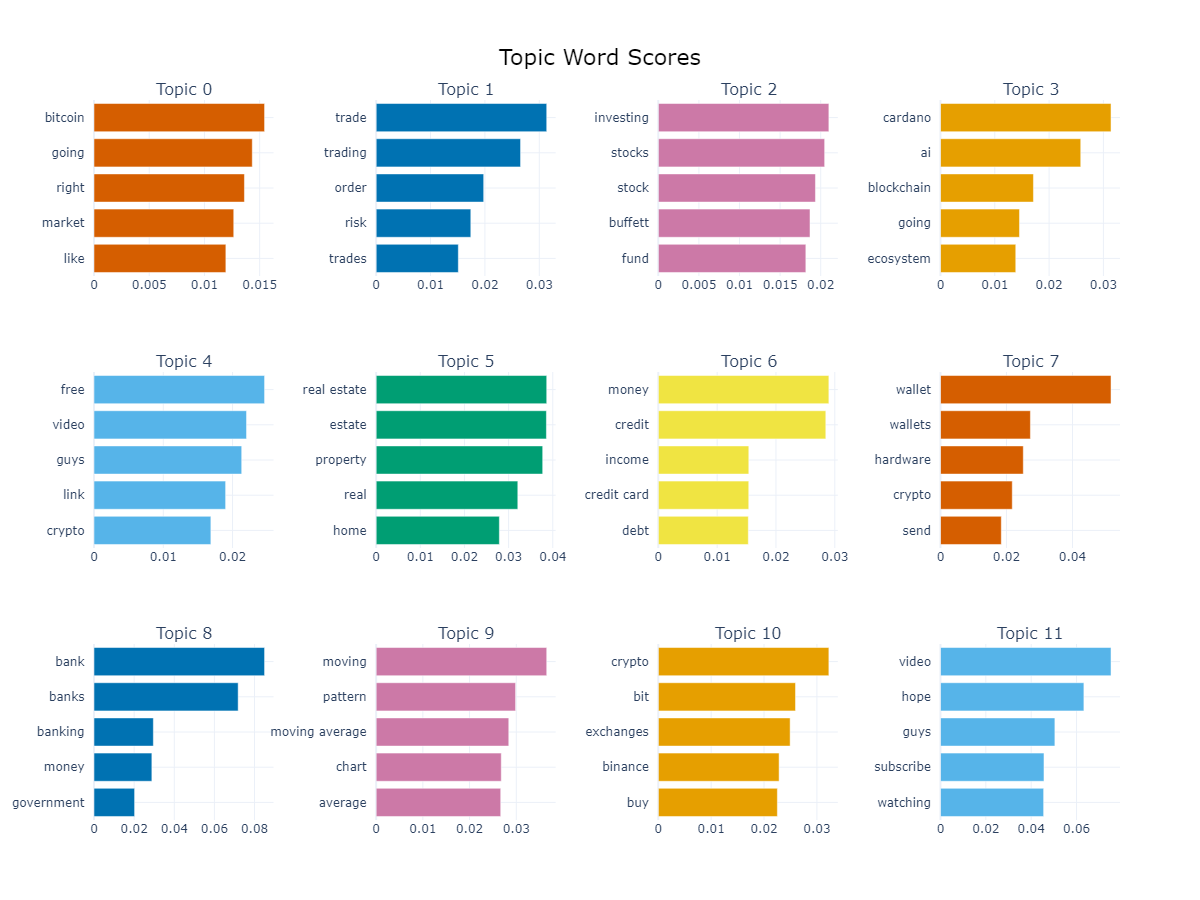 Topic Word Scores
Topic 0
bitcoin
going
right
market
like
0 0.005 0.01 0.015
Topic 1
trade
trading
order
risk
trades
0 0.01 0.02 0.03
Topic 2
investing
stocks
stock
buffett
fund
0 0.005 0.01 0.015 0.02
Topic 3
cardano
ai
blockchain
going
ecosystem
0 0.01 0.02 0.03
Topic 4
free
video
guys
link
crypto
0 0.01 0.02
Topic 5
real estate
estate
property
real
home
0 0.01 0.02 0.03 0.04
Topic 6
money
credit
income
credit card
debt
0 0.01 0.02 0.03
Topic 7
wallet
wallets
hardware
crypto
send
0 0.02 0.04
Topic 8
bank
banks
banking
money
government
0 0.02 0.04 0.06 0.08
Topic 9
moving
pattern
moving average
chart
average
0 0.01 0.02 0.03
Topic 10
crypto
bit
exchanges
binance
buy
0 0.01 0.02 0.03
Topic 11
video
hope
guys
subscribe
watching
0 0.02 0.04 0.06